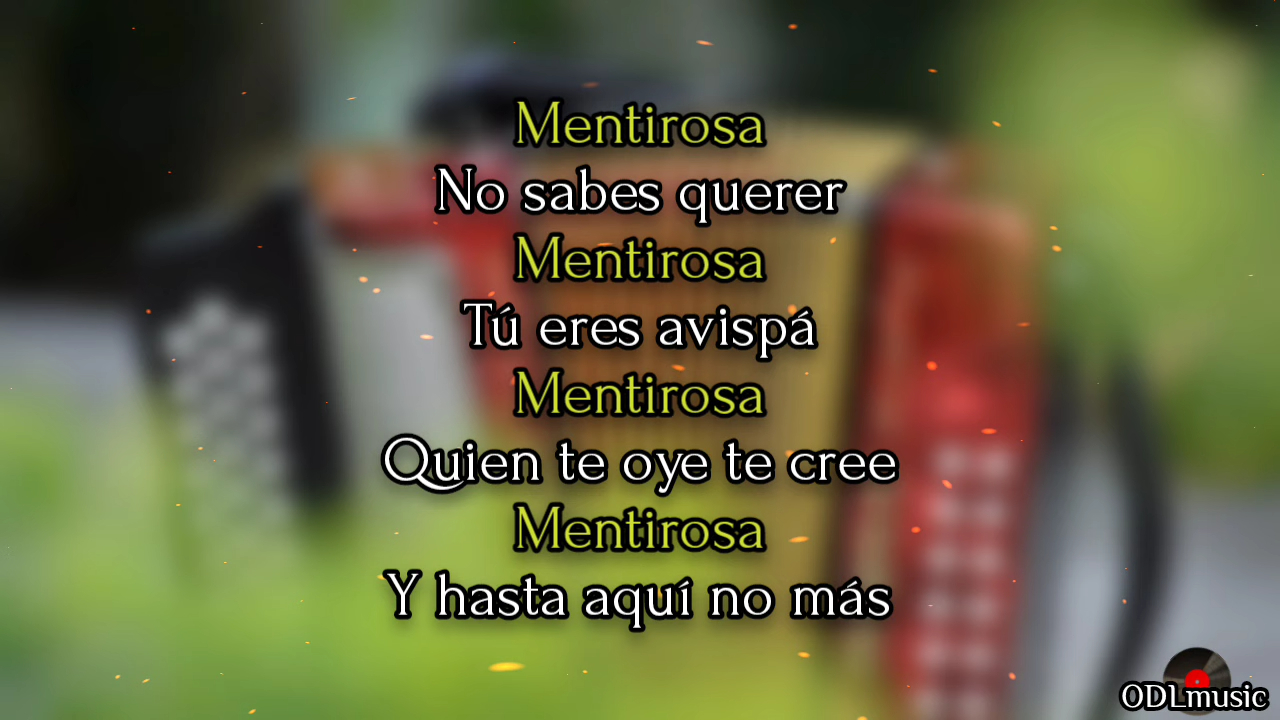 Mentirosa
No sabes querer
Mentirosa
Tú eres avispá
Mentirosa
Quien te oye te cree
Mentirosa
Y hasta aquí no más
ODLmusic